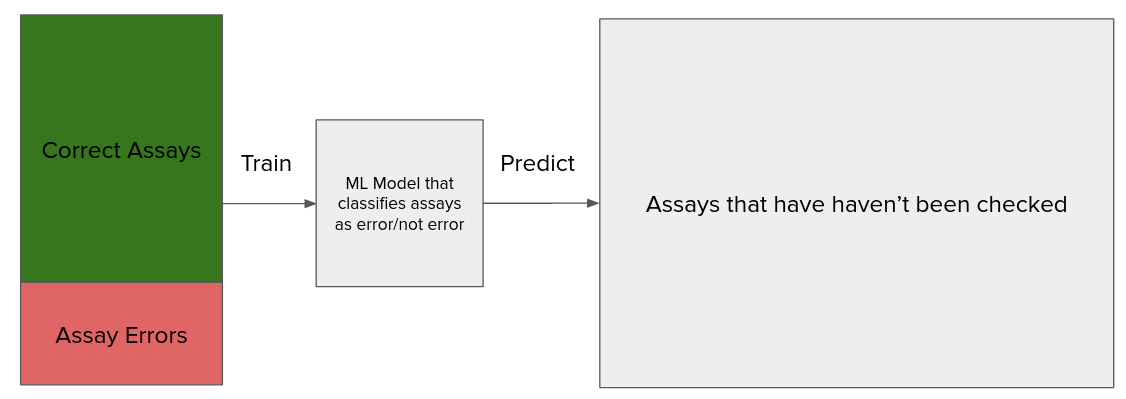 Correct Assays
Assay Errors
Train
ML Model that
classifies assays
as error/not error
Predict
Assays that have haven't been checked